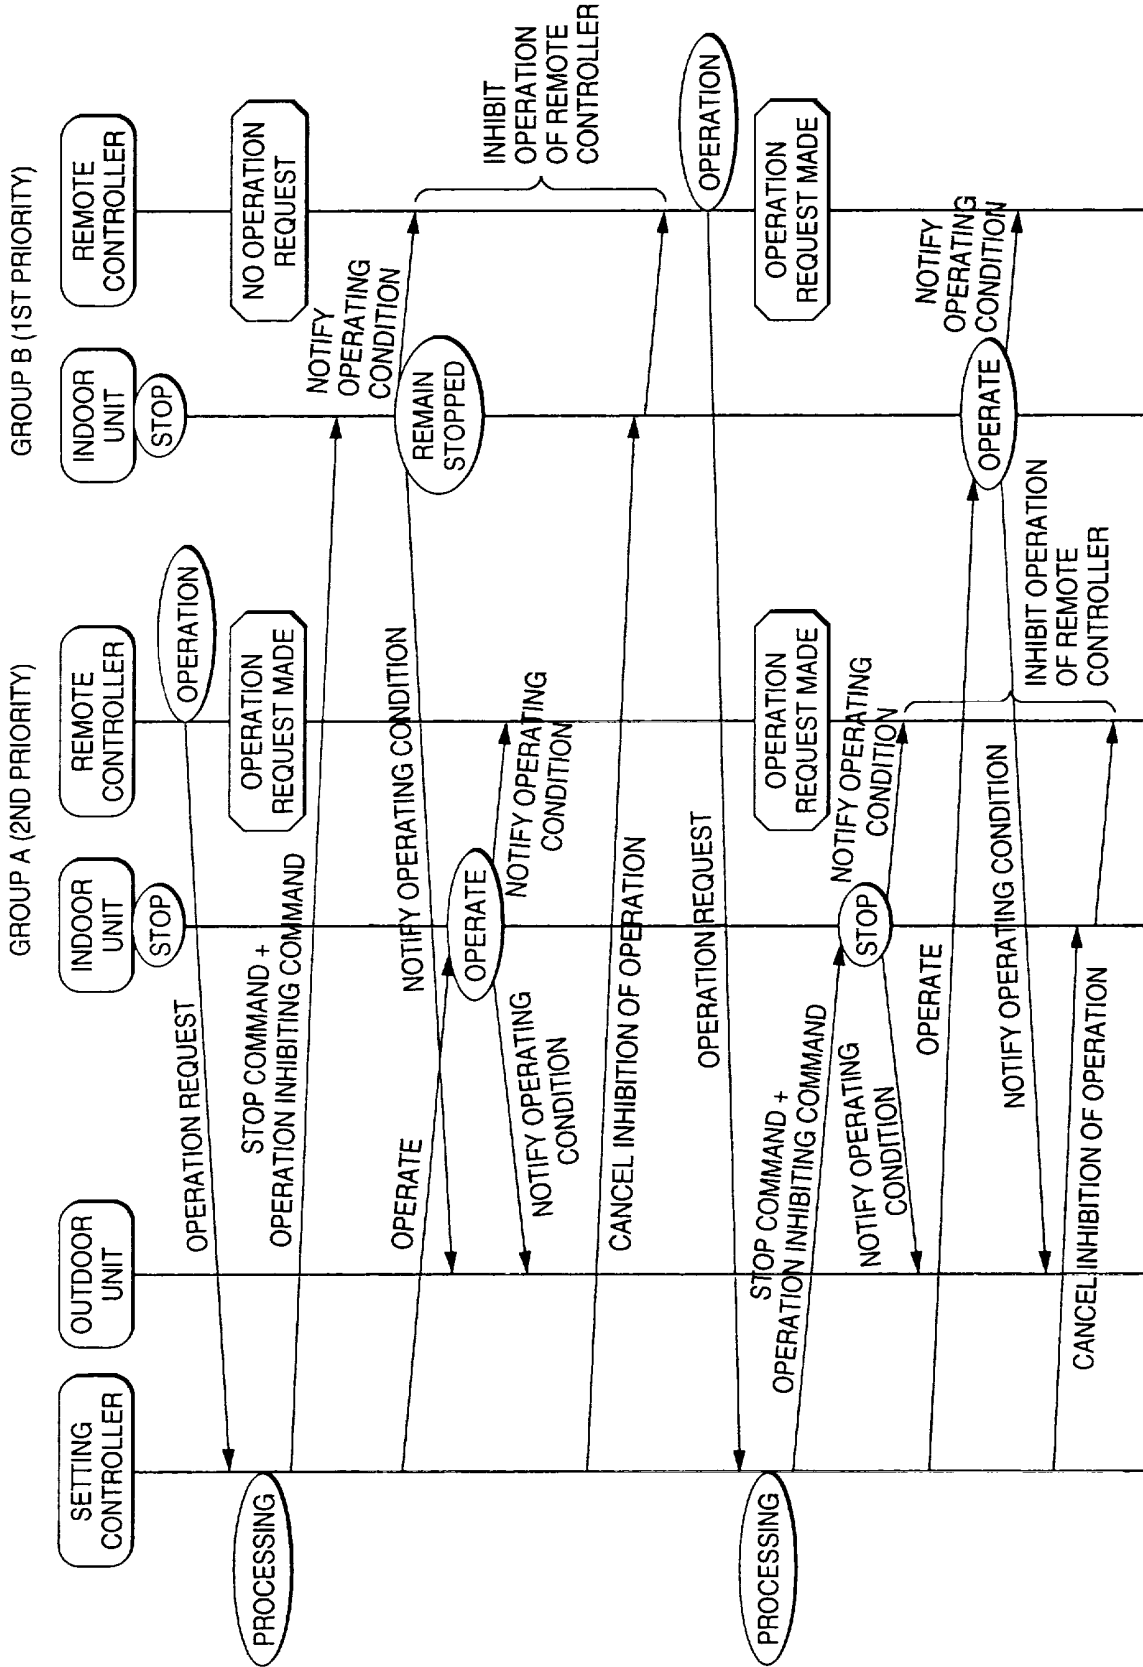 GROUP A (2ND PRIORITY)
GROUP B (1ST PRIORITY)
SETTING
CONTROLLER
OUTDOOR
UNIT
INDOOR
UNIT
REMOTE
CONTROLLER
INDOOR
UNIT
REMOTE
CONTROLLER
STOP
STOP
OPERATION
OPERATION REQUEST
PROCESSING
OPERATION
REQUEST MADE
NO OPERATION
REQUEST
STOP COMMAND +
OPERATION INHIBITING COMMAND
NOTIFY
OPERATING
CONDITION
REMAIN
STOPPED
NOTIFY OPERATING CONDITION
OPERATE
OPERATE
NOTIFY OPERATING
CONDITION
NOTIFY OPERATING
CONDITION
INHIBIT
OPERATION
OF REMOTE
CONTROLLER
CANCEL INHIBITION OF OPERATION
OPERATION
OPERATION REQUEST
PROCESSING
OPERATION
REQUEST MADE
OPERATION
REQUEST MADE
STOP COMMAND +
OPERATION INHIBITING COMMAND
STOP
NOTIFY OPERATING
CONDITION
NOTIFY OPERATING
CONDITION
OPERATE
OPERATE
NOTIFY
OPERATING
CONDITION
NOTIFY OPERATING CONDITION
INHIBIT OPERATION
OF REMOTE
CONTROLLER
CANCEL INHIBITION OF OPERATION